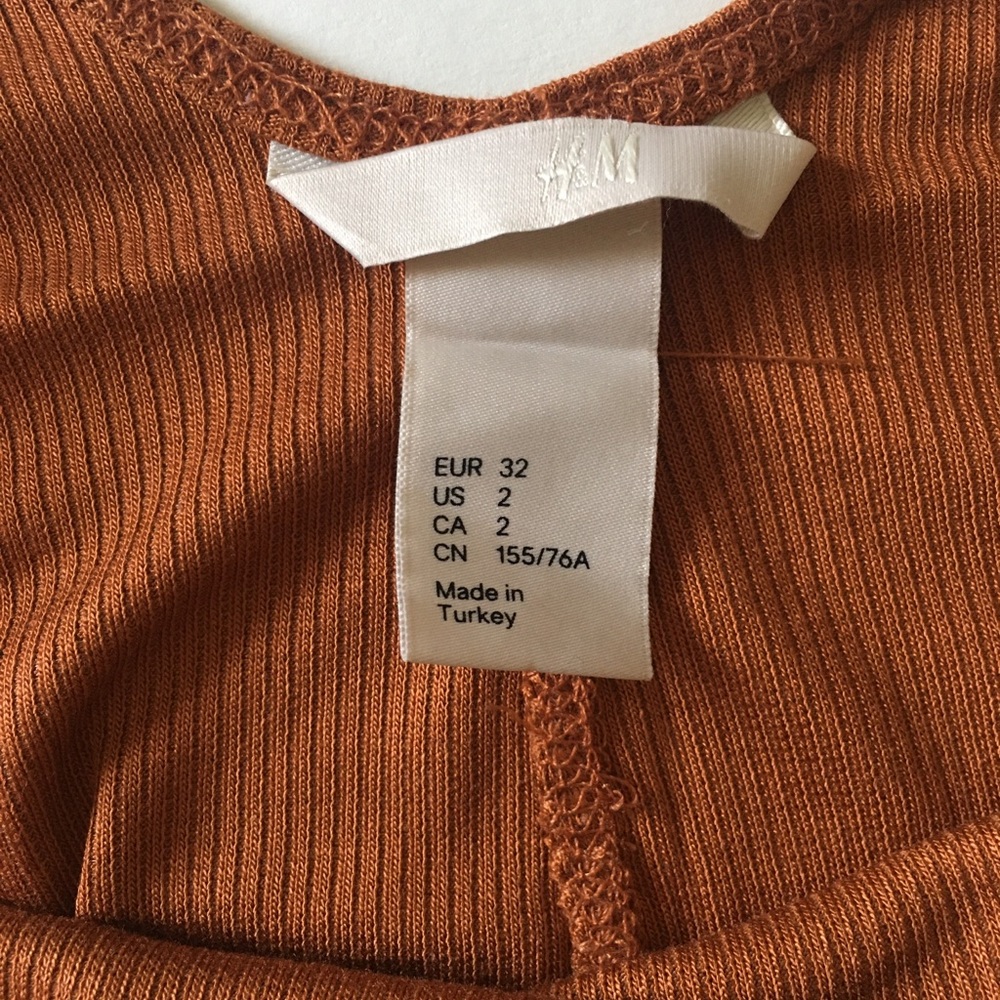 H&M
EUR 32
US 2
CA 2
CN 155/76A
Made in
Turkey